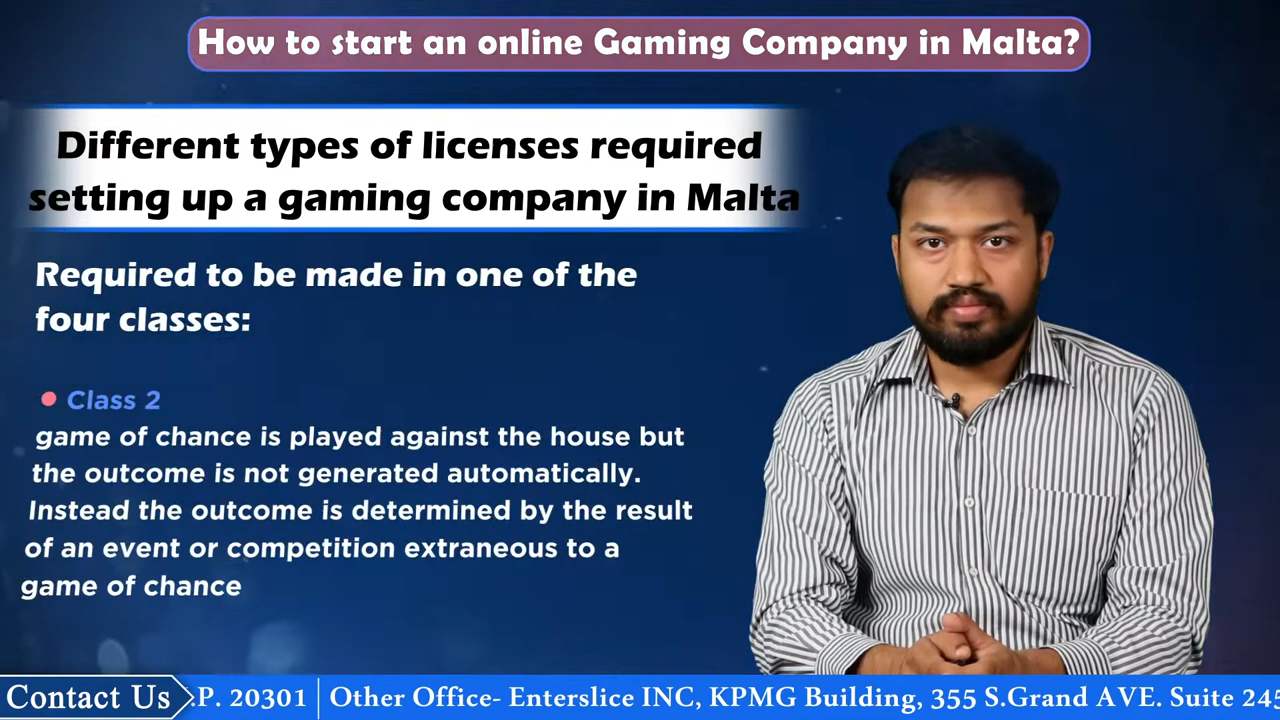 How to start an online Gaming Company in Malta?
Different types of licenses required
setting up a gaming company in Malta
Required to be made in one of the
four classes:
Class 2
game of chance is played against the house but
the outcome is not generated automatically.
Instead the outcome is determined by the result
of an event or competition extraneous to a
game of chance
Contact Us .P. 20301 Other Office- Enterslice INC, KPMG Building, 355 S.Grand AVE. Suite 245